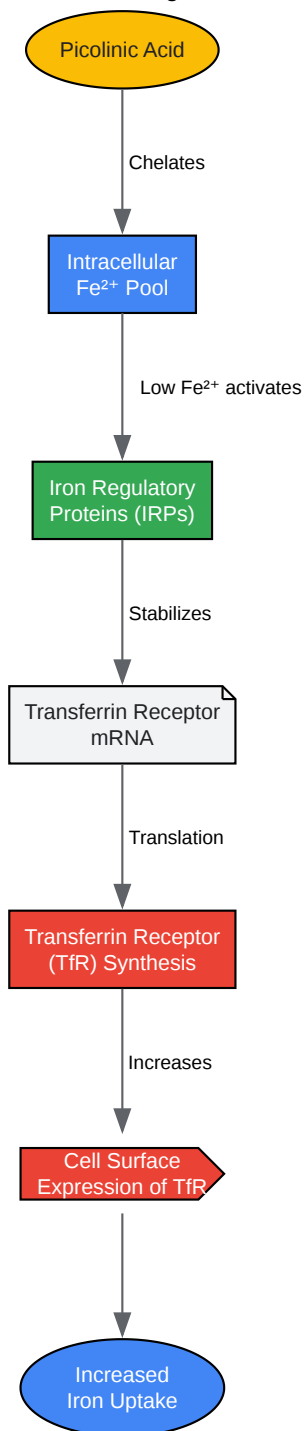 Picolinic Acid
Chelates
Intracellular
Fe²⁺ Pool
Low Fe²⁺ activates
Iron Regulatory
Proteins (IRPs)
Stabilizes
Transferrin Receptor
mRNA
Translation
Transferrin Receptor
(TfR) Synthesis
Increases
Cell Surface
Expression of TfR
Increased
Iron Uptake